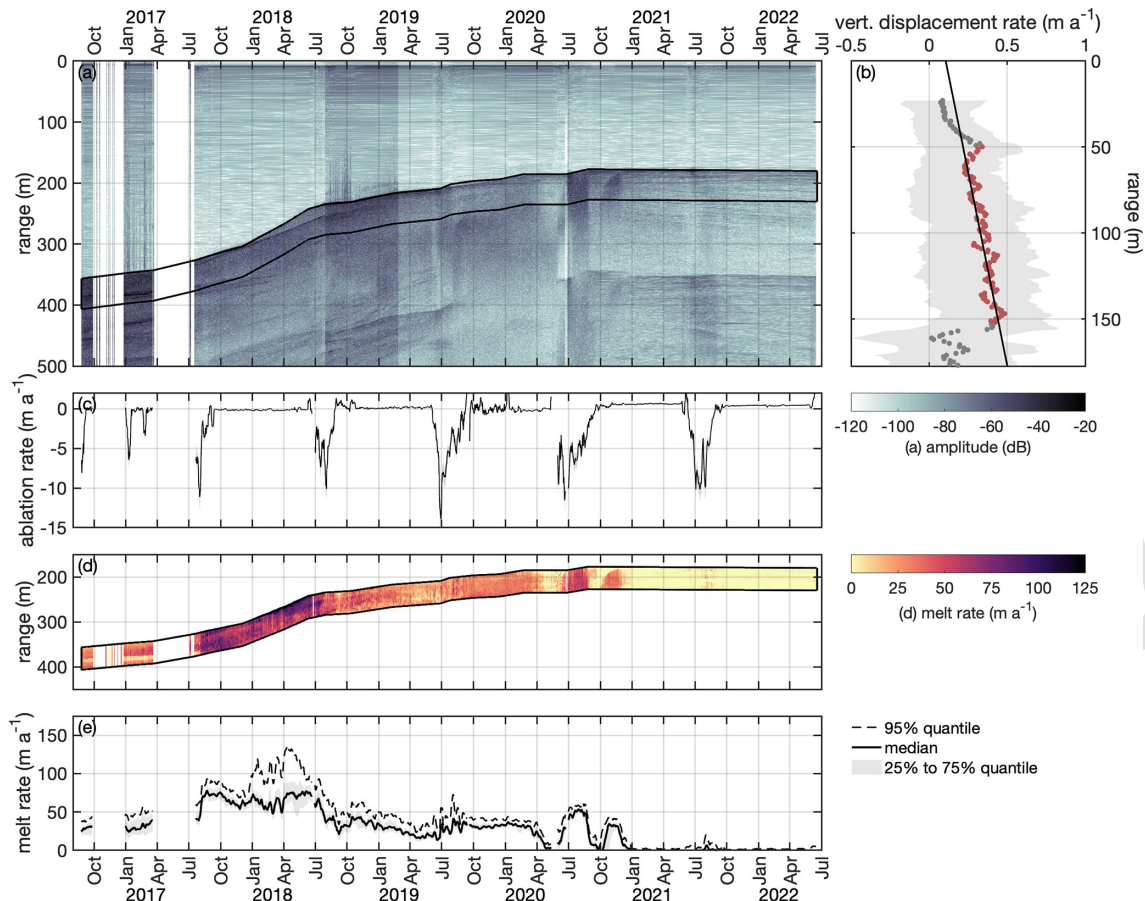 2017 2018 2019 2020 2021 2022
Oct Jan Apr Jul Oct Jan Apr Jul Oct Jan Apr Jul Oct Jan Apr Jul Oct Jan Apr Jul Oct Jan Apr Jul
vert. displacement rate (m a⁻¹)
-0.5 0 0.5 1
(a)
0
100
200
300
400
500
range (m)
(b)
0
50
100
150
range (m)
(c)
0
-5
-10
-15
ablation rate (m a⁻¹)
-120 -100 -80 -60 -40 -20
(a) amplitude (dB)
(d)
200
300
400
range (m)
0 25 50 75 100 125
(d) melt rate (m a⁻¹)
(e)
150
100
50
0
melt rate (m a⁻¹)
95% quantile
median
25% to 75% quantile
Oct Jan Apr Jul Oct Jan Apr Jul Oct Jan Apr Jul Oct Jan Apr Jul Oct Jan Apr Jul Oct Jan Apr Jul
2017 2018 2019 2020 2021 2022